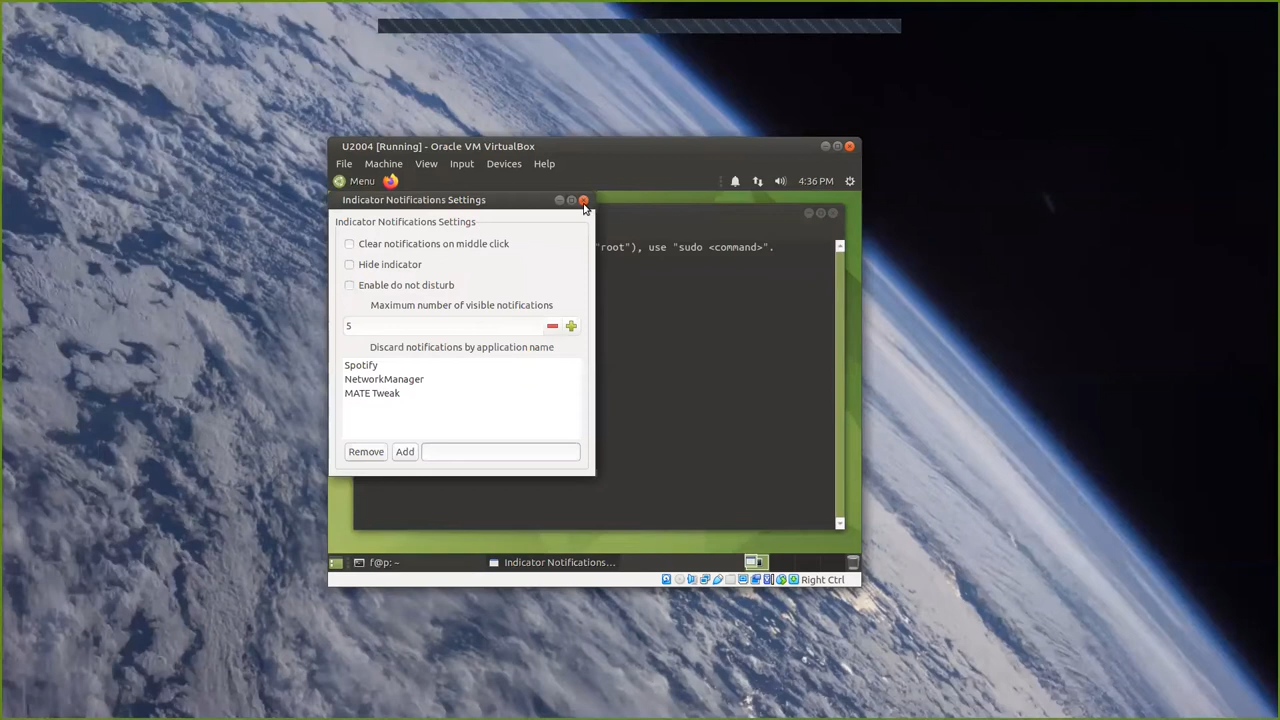 U2004 [Running] - Oracle VM VirtualBox
File Machine View Input Devices Help
Menu 4:36 PM
Indicator Notifications Settings
Indicator Notifications Settings
Clear notifications on middle click
"root"), use "sudo <command>".
Hide indicator
Enable do not disturb
Maximum number of visible notifications
5
Discard notifications by application name
Spotify
NetworkManager
MATE Tweak
Remove Add
f@p: ~ Indicator Notifications...
Right Ctrl